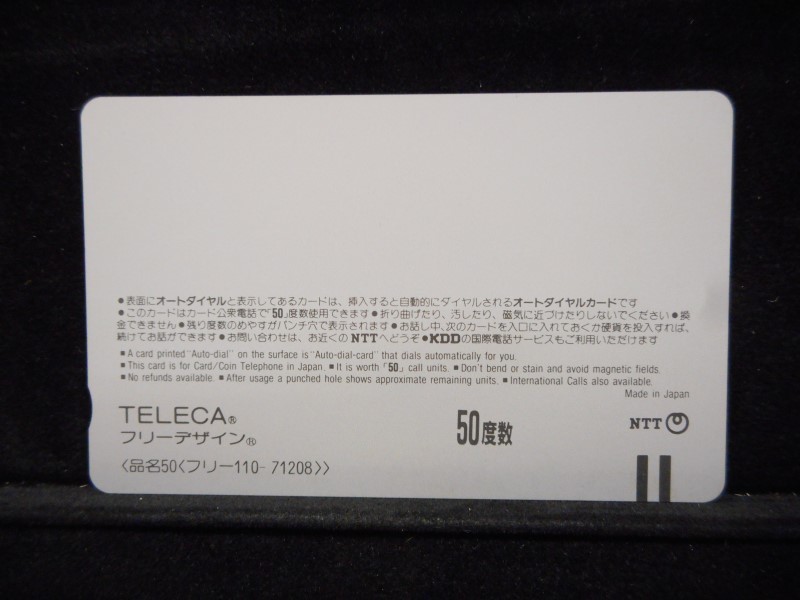 ●表面にオートダイヤルと表示してあるカードは、挿入すると自動的にダイヤルされるオートダイヤルカードです
●このカードはカード公衆電話で「50」度数使用できます●折り曲げたり、汚したり、磁気に近づけたりしないでください●換
金できません●残り度数のめやすがパンチ穴で表示されます●お話し中、次のカードを入口に入れておくか硬貨を投入すれば、
続けてお話ができます●お問い合わせは、お近くのNTTへどうぞ●KDDの国際電話サービスもご利用いただけます
■A card printed "Auto-dial" on the surface is "Auto-dial-card" that dials automatically for you.
■This card is for Card/Coin Telephone in Japan. ■It is worth「50」call units. ■Don't bend or stain and avoid magnetic fields.
■No refunds available. ■After usage a punched hole shows approximate remaining units. ■International Calls also available.
Made in Japan
TELECA®
フリーデザイン®
50度数
NTT
〈品名50〈フリー110-71208〉〉